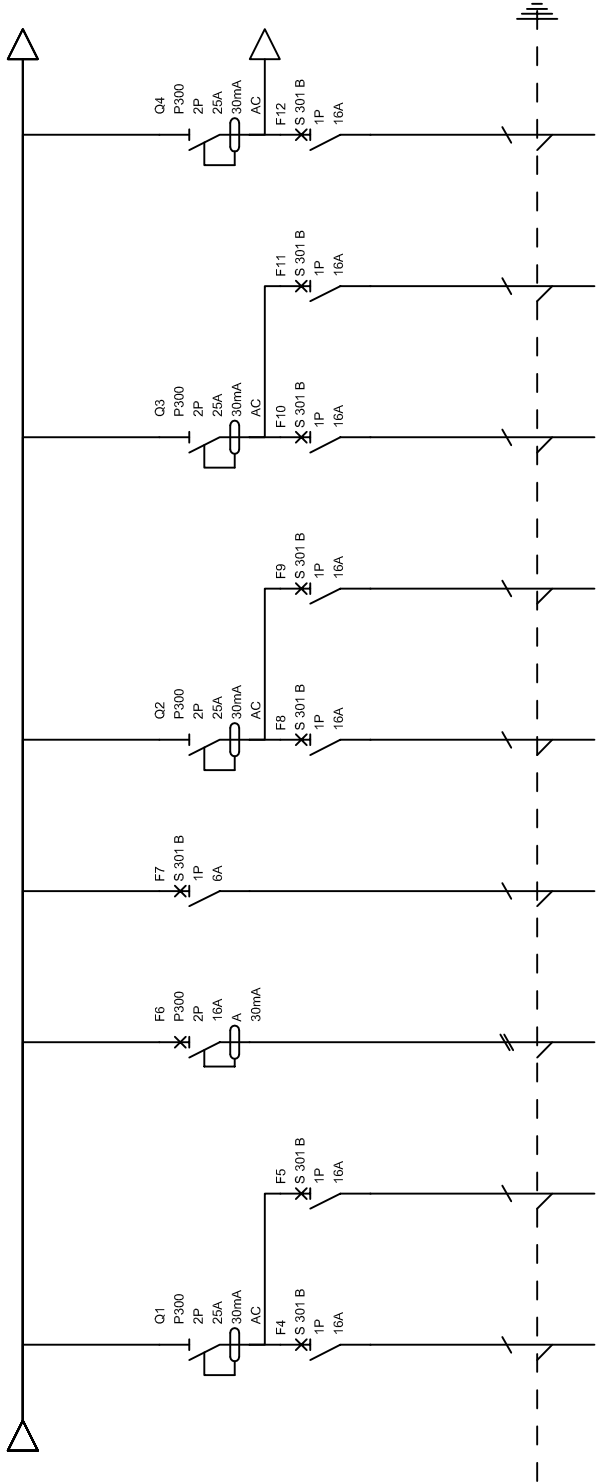 Q1
P300
2P
25A
30mA
AC
F4
S 301 B
1P
16A
F5
S 301 B
1P
16A
F6
P300
2P
16A
A
30mA
F7
S 301 B
1P
6A
Q2
P300
2P
25A
30mA
AC
F8
S 301 B
1P
16A
F9
S 301 B
1P
16A
Q3
P300
2P
25A
30mA
AC
F10
S 301 B
1P
16A
F11
S 301 B
1P
16A
Q4
P300
2P
25A
30mA
AC
F12
S 301 B
1P
16A